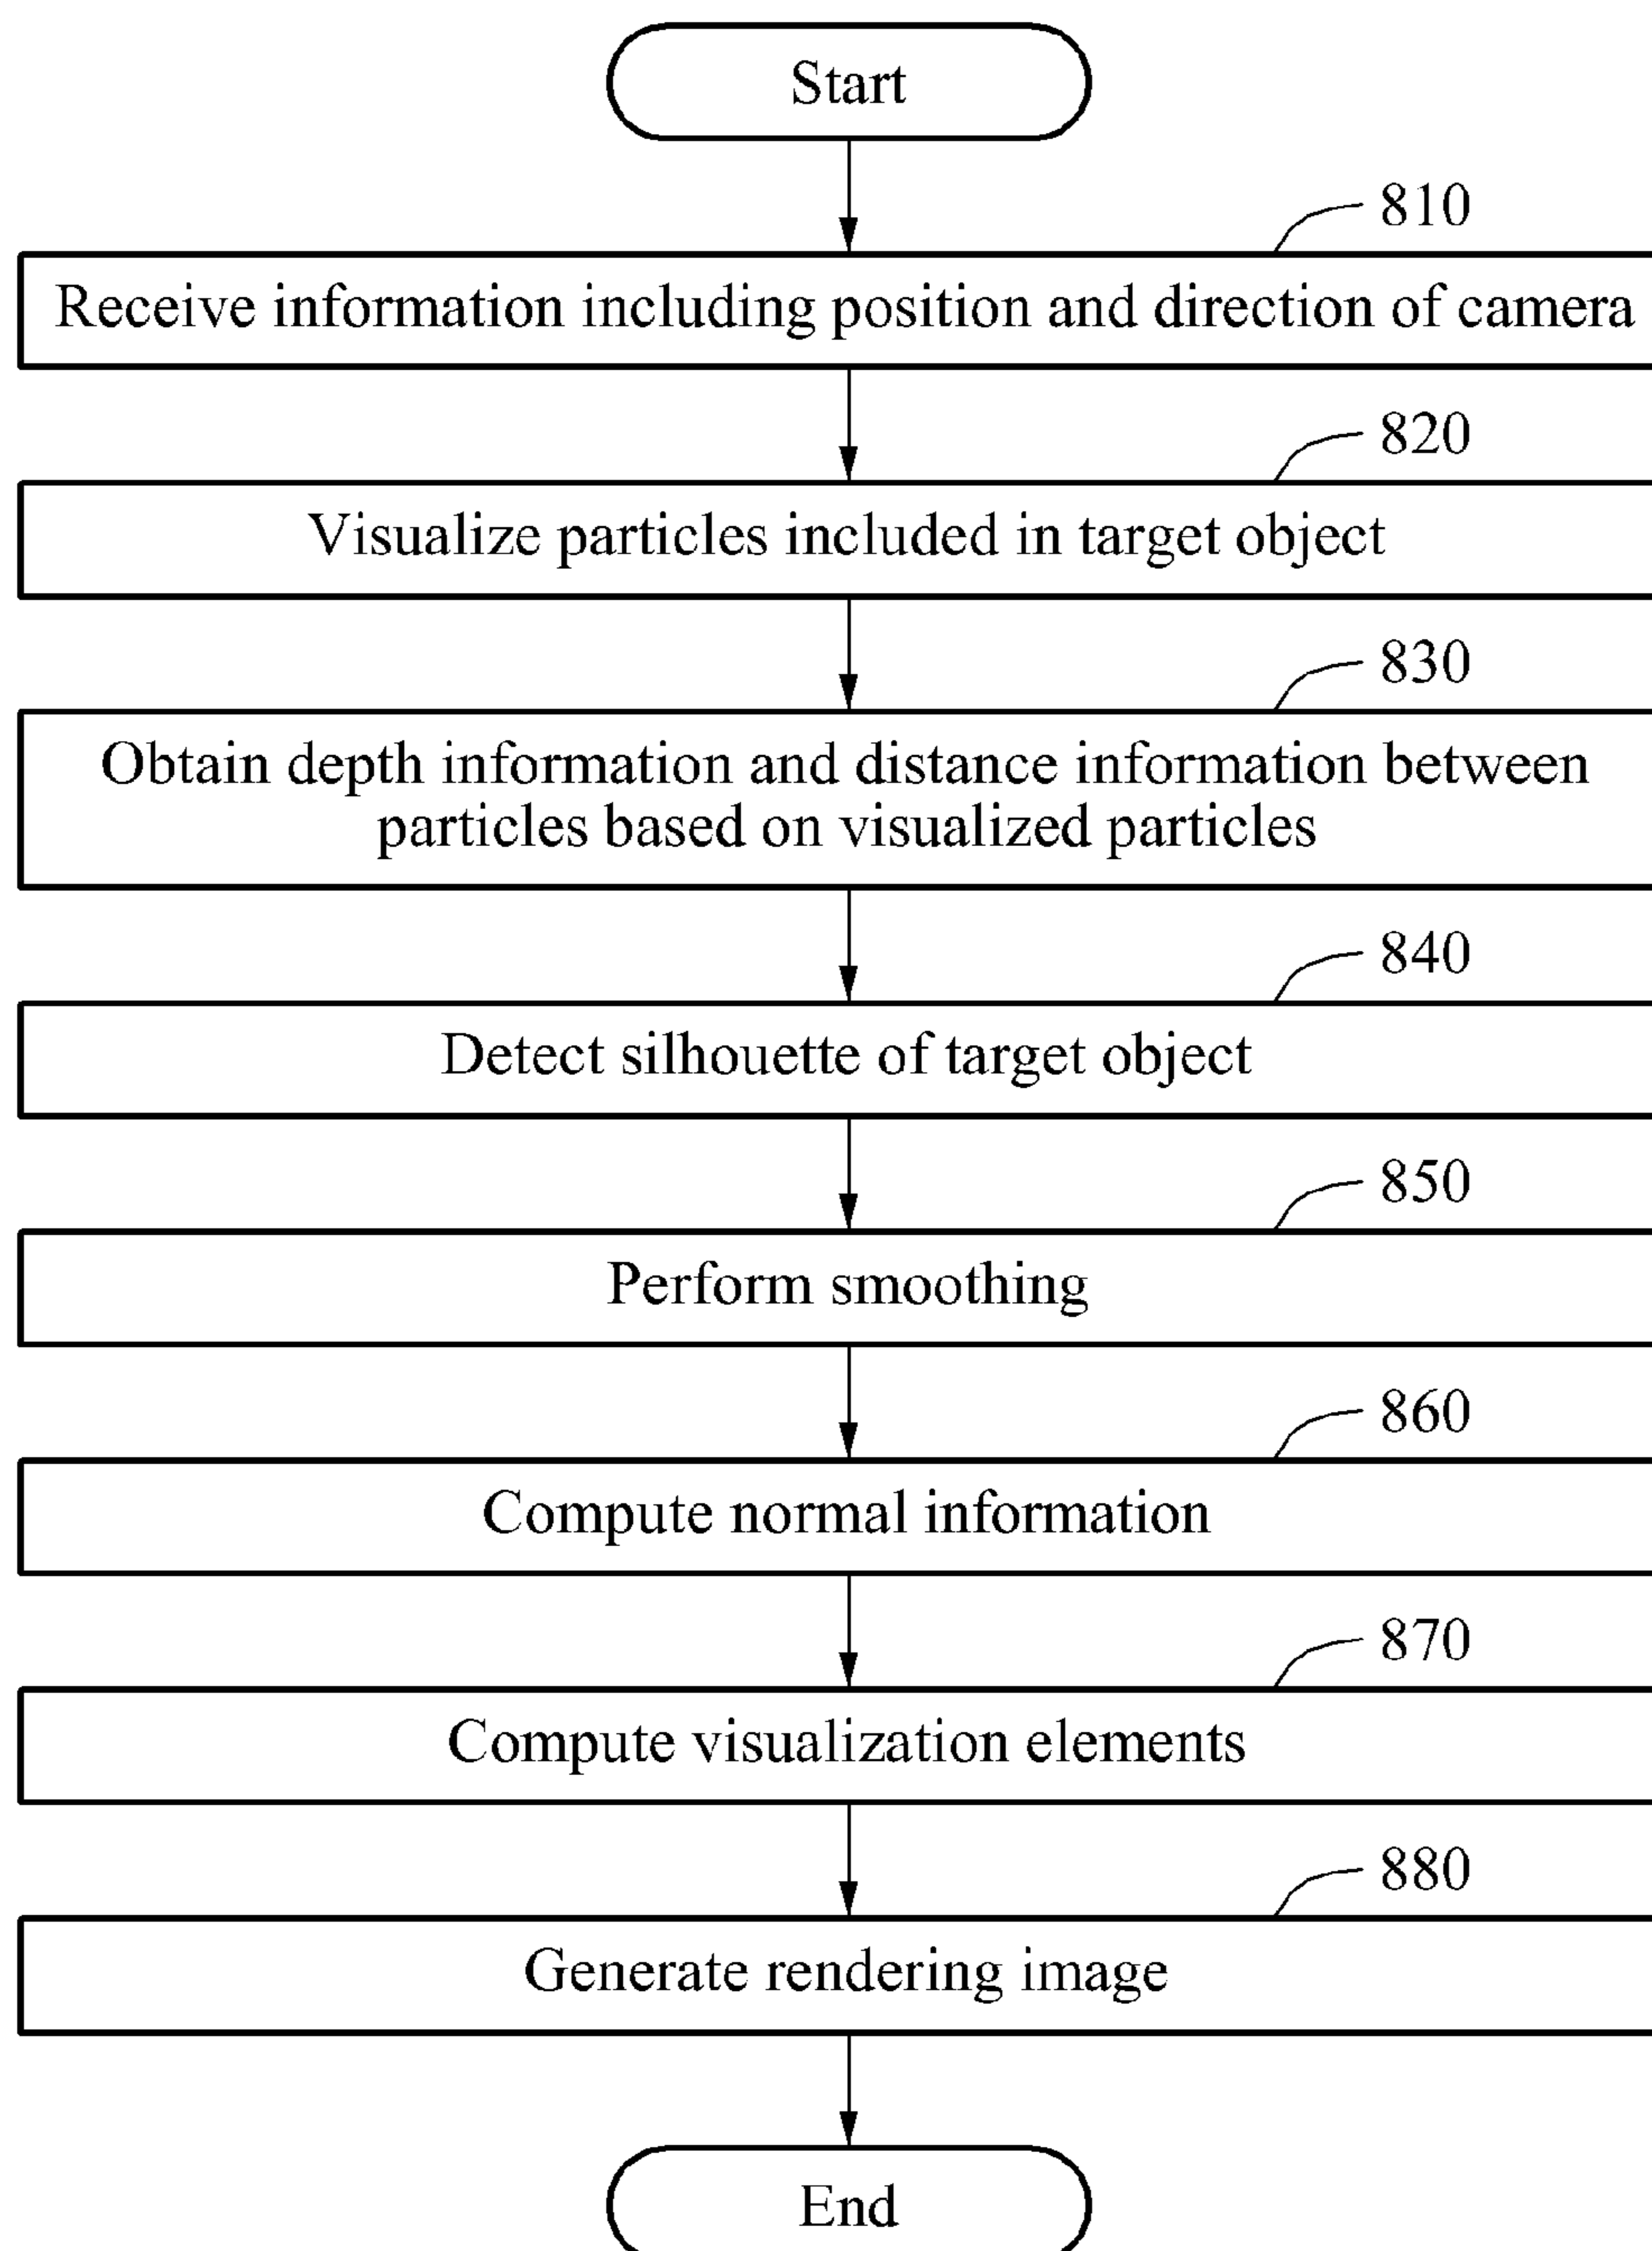 Start
810
Receive information including position and direction of camera
820
Visualize particles included in target object
830
Obtain depth information and distance information between
particles based on visualized particles
840
Detect silhouette of target object
850
Perform smoothing
860
Compute normal information
870
Compute visualization elements
880
Generate rendering image
End